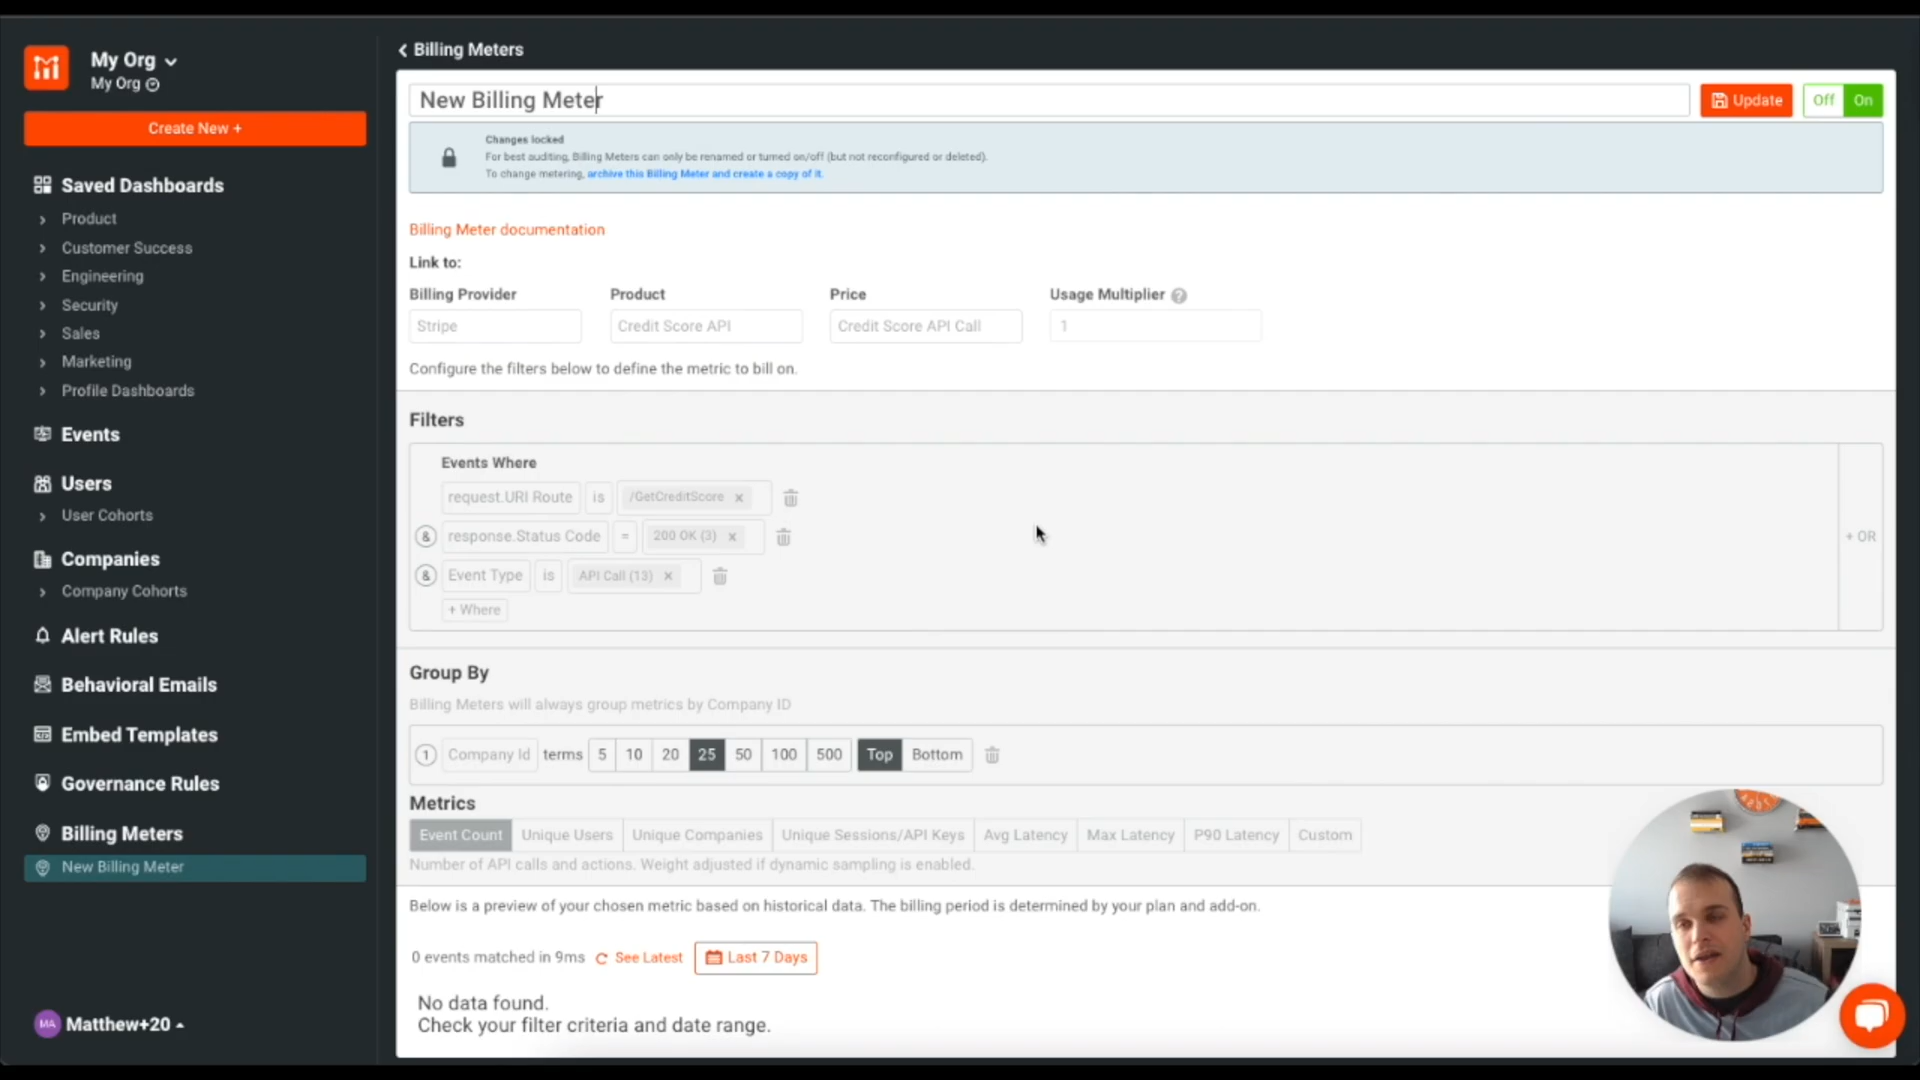 My Org
My Org
Create New +
Saved Dashboards
Product
Customer Success
Engineering
Security
Sales
Marketing
Profile Dashboards
Events
Users
User Cohorts
Companies
Company Cohorts
Alert Rules
Behavioral Emails
Embed Templates
Governance Rules
Billing Meters
New Billing Meter
MA Matthew+20
Billing Meters
New Billing Meter
Update
Off On
Changes locked
For best auditing, Billing Meters can only be renamed or turned on/off (but not reconfigured or deleted).
To change metering, archive this Billing Meter and create a copy of it.
Billing Meter documentation
Link to:
Billing Provider Product Price Usage Multiplier ?
Stripe Credit Score API Credit Score API Call 1
Configure the filters below to define the metric to bill on.
Filters
Events Where
request.URI Route is /GetCreditScore ×
& response.Status Code = 200 OK (3) ×
& Event Type is API Call (13) ×
+ Where
+ OR
Group By
Billing Meters will always group metrics by Company ID
1 Company Id terms 5 10 20 25 50 100 500 Top Bottom
Metrics
Event Count Unique Users Unique Companies Unique Sessions/API Keys Avg Latency Max Latency P90 Latency Custom
Number of API calls and actions. Weight adjusted if dynamic sampling is enabled.
Below is a preview of your chosen metric based on historical data. The billing period is determined by your plan and add-on.
0 events matched in 9ms See Latest Last 7 Days
No data found.
Check your filter criteria and date range.